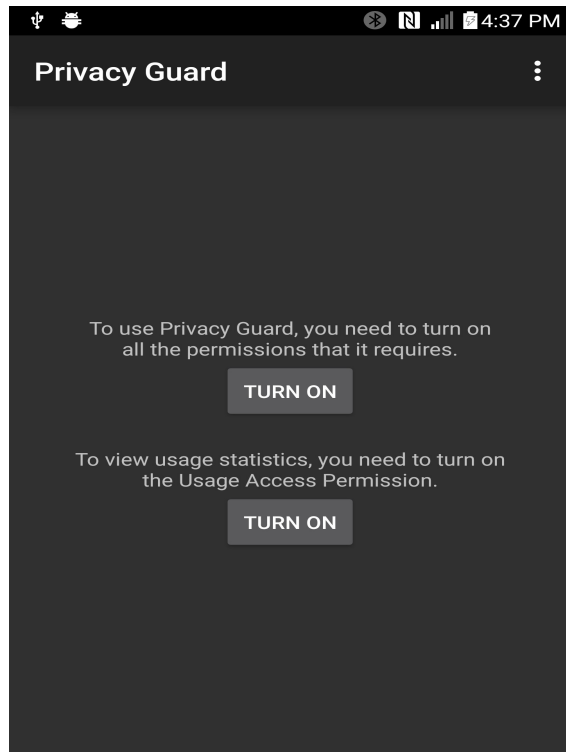 4:37 PM
Privacy Guard
To use Privacy Guard, you need to turn on
all the permissions that it requires.
TURN ON
To view usage statistics, you need to turn on
the Usage Access Permission.
TURN ON